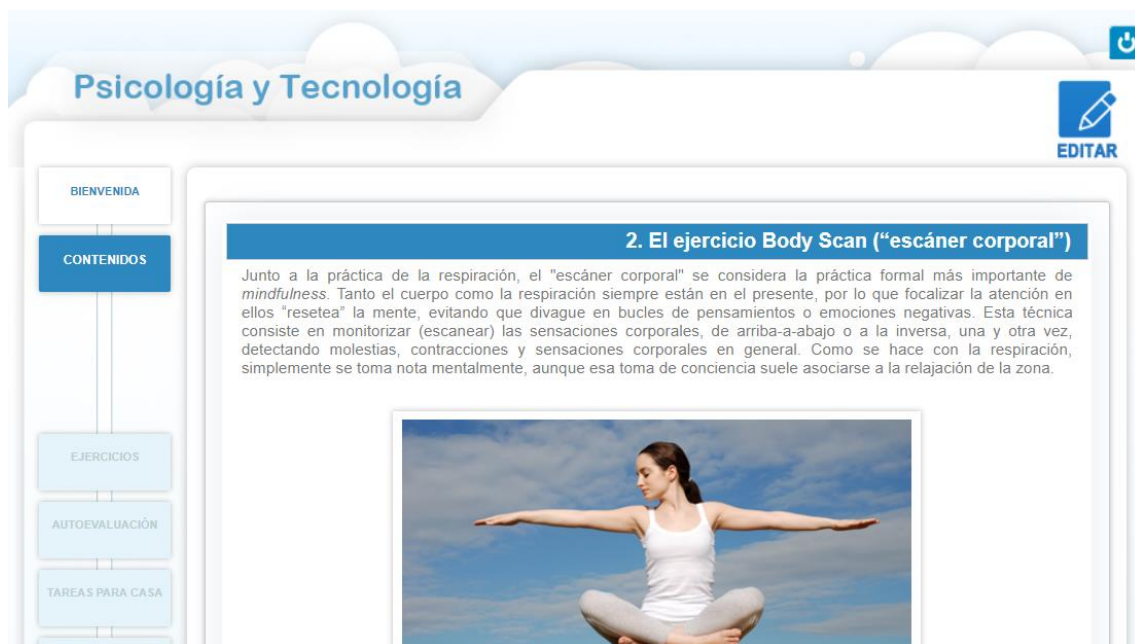 Psicología y Tecnología
EDITAR
BIENVENIDA
CONTENIDOS
EJERCICIOS
AUTOEVALUACIÓN
TAREAS PARA CASA
2. El ejercicio Body Scan (“escáner corporal”)
Junto a la práctica de la respiración, el "escáner corporal" se considera la práctica formal más importante de
mindfulness. Tanto el cuerpo como la respiración siempre están en el presente, por lo que focalizar la atención en
ellos “resetea” la mente, evitando que divague en bucles de pensamientos o emociones negativas. Esta técnica
consiste en monitorizar (escanear) las sensaciones corporales, de arriba-a-abajo o a la inversa, una y otra vez,
detectando molestias, contracciones y sensaciones corporales en general. Como se hace con la respiración,
simplemente se toma nota mentalmente, aunque esa toma de conciencia suele asociarse a la relajación de la zona.